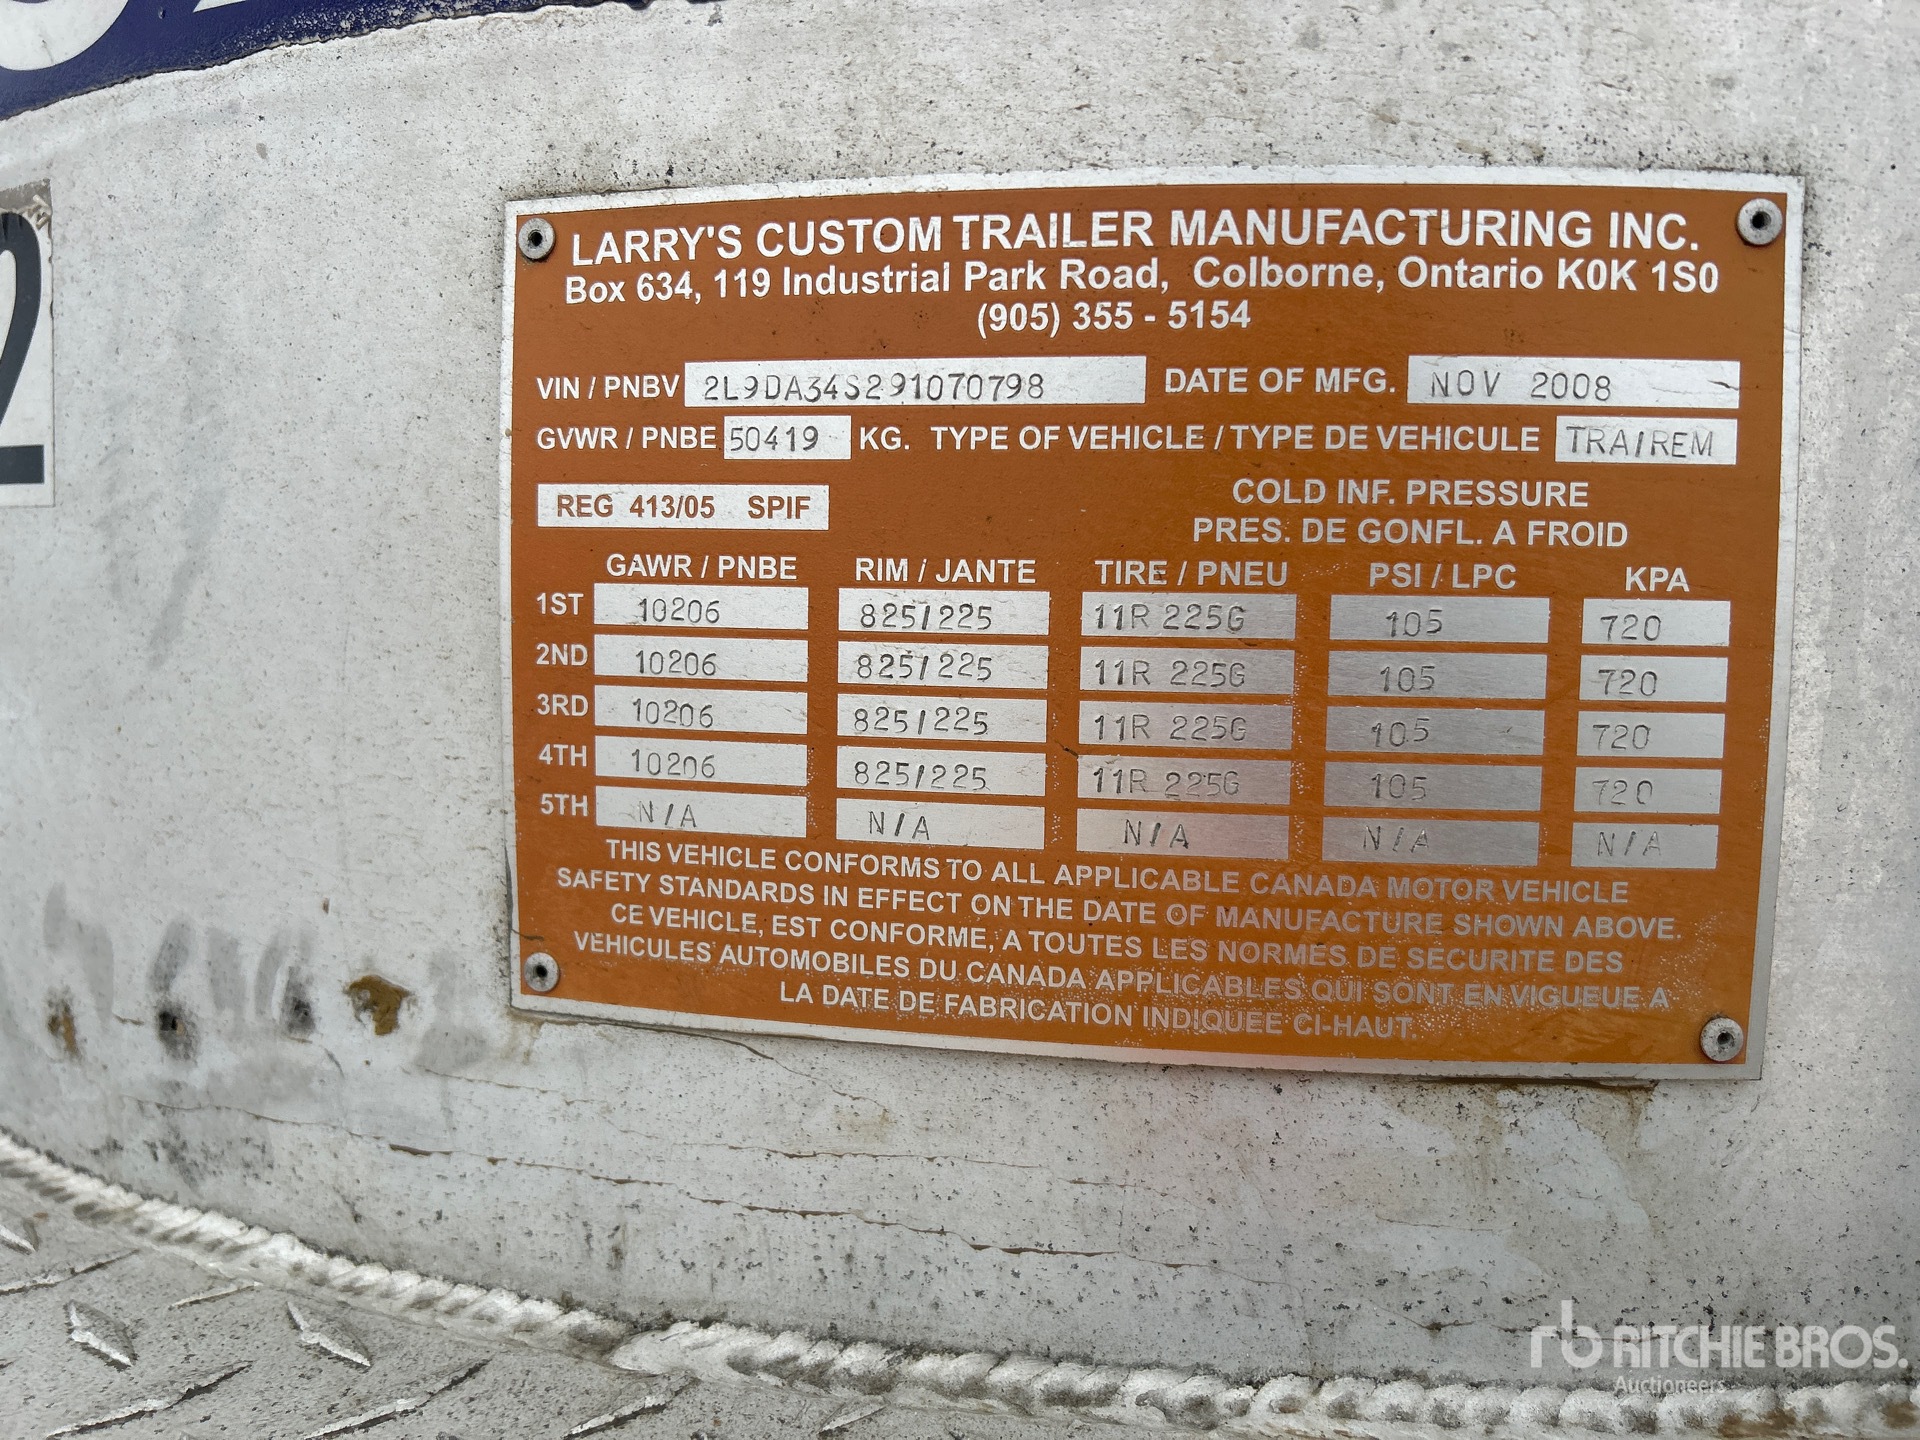 2
LARRY'S CUSTOM TRAILER MANUFACTURING INC.
Box 634, 119 Industrial Park Road, Colborne, Ontario K0K 1S0
(905) 355 - 5154
VIN / PNBV 2L9DA34S291070798 DATE OF MFG. NOV 2008
GVWR / PNBE 50419 KG. TYPE OF VEHICLE / TYPE DE VEHICULE TRA/REM
REG 413/05 SPIF
COLD INF. PRESSURE
PRES. DE GONFL. A FROID
GAWR / PNBE RIM / JANTE TIRE / PNEU PSI / LPC KPA
1ST 10206 825/225 11R 225G 105 720
2ND 10206 825/225 11R 225G 105 720
3RD 10206 825/225 11R 225G 105 720
4TH 10206 825/225 11R 225G 105 720
5TH N/A N/A N/A N/A N/A
THIS VEHICLE CONFORMS TO ALL APPLICABLE CANADA MOTOR VEHICLE
SAFETY STANDARDS IN EFFECT ON THE DATE OF MANUFACTURE SHOWN ABOVE.
CE VEHICLE, EST CONFORME, A TOUTES LES NORMES DE SECURITE DES
VEHICULES AUTOMOBILES DU CANADA APPLICABLES QUI SONT EN VIGUEUE A
LA DATE DE FABRICATION INDIQUEE CI-HAUT.
rb RITCHIE BROS.
Auctioneers